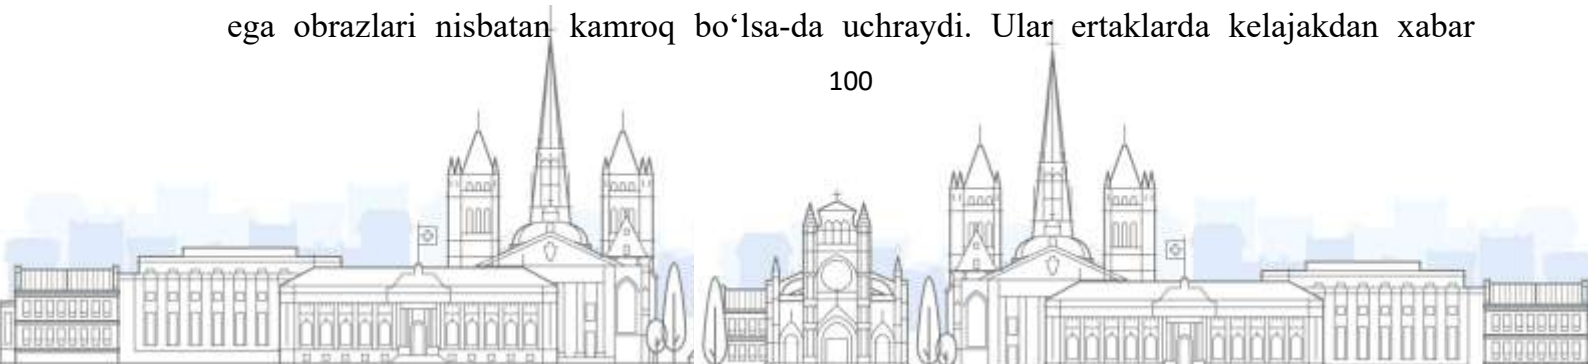 ega obrazlari nisbatan kamroq bo‘lsa-da uchraydi. Ular ertaklarda kelajakdan xabar
100